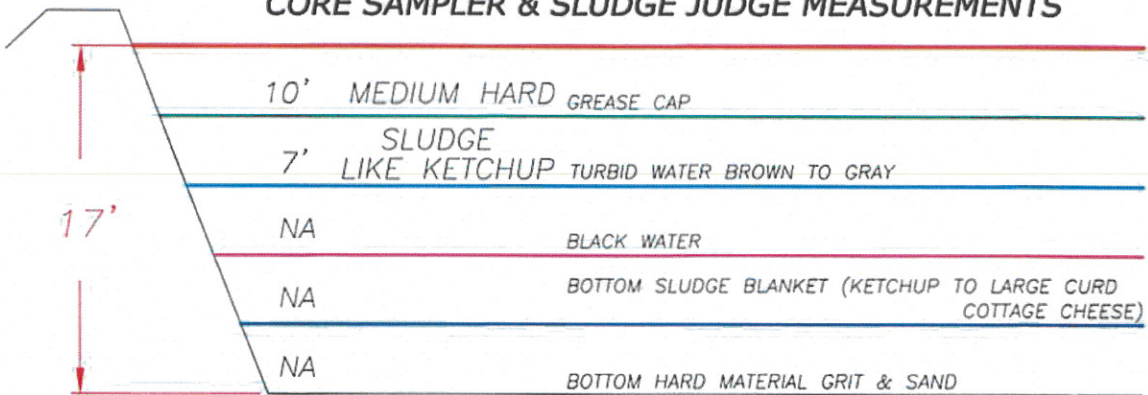 CORE SAMPLER & SLUDGE JUDGE MEASUREMENTS
10' MEDIUM HARD GREASE CAP
SLUDGE
7' LIKE KETCHUP TURBID WATER BROWN TO GRAY
17'
NA BLACK WATER
NA BOTTOM SLUDGE BLANKET (KETCHUP TO LARGE CURD
COTTAGE CHEESE)
NA BOTTOM HARD MATERIAL GRIT & SAND